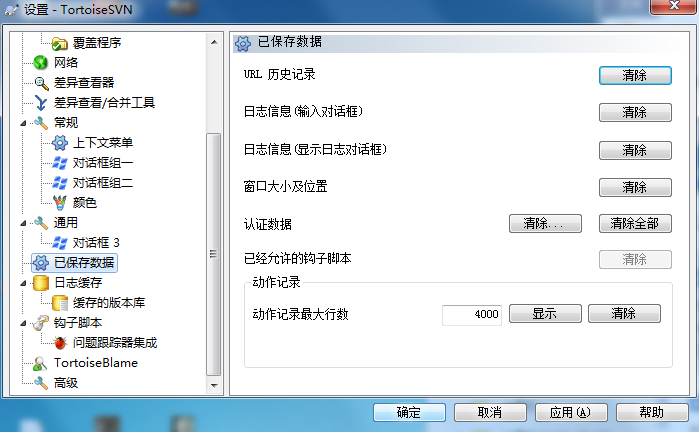 设置 - TortoiseSVN
覆盖程序
网络
差异查看器
差异查看/合并工具
常规
上下文菜单
对话框组一
对话框组二
颜色
通用
对话框 3
已保存数据
日志缓存
缓存的版本库
钩子脚本
问题跟踪器集成
TortoiseBlame
高级
已保存数据
URL 历史记录 清除
日志信息(输入对话框) 清除
日志信息(显示日志对话框) 清除
窗口大小及位置 清除
认证数据 清除... 清除全部
已经允许的钩子脚本 清除
动作记录
动作记录最大行数 4000 显示 清除
确定 取消 应用(A) 帮助